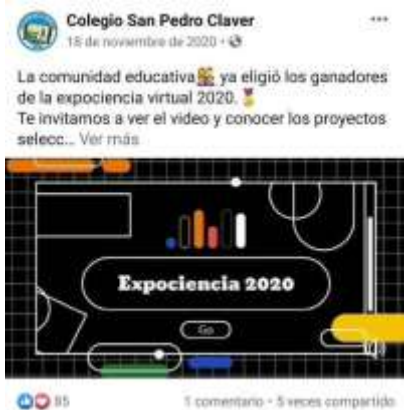 Colegio San Pedro Claver
18 de noviembre de 2020 ·
La comunidad educativa ya eligió los ganadores
de la expociencia virtual 2020.
Te invitamos a ver el video y conocer los proyectos
selecc... Ver más
Expociencia 2020
Go
85
1 comentario · 5 veces compartido